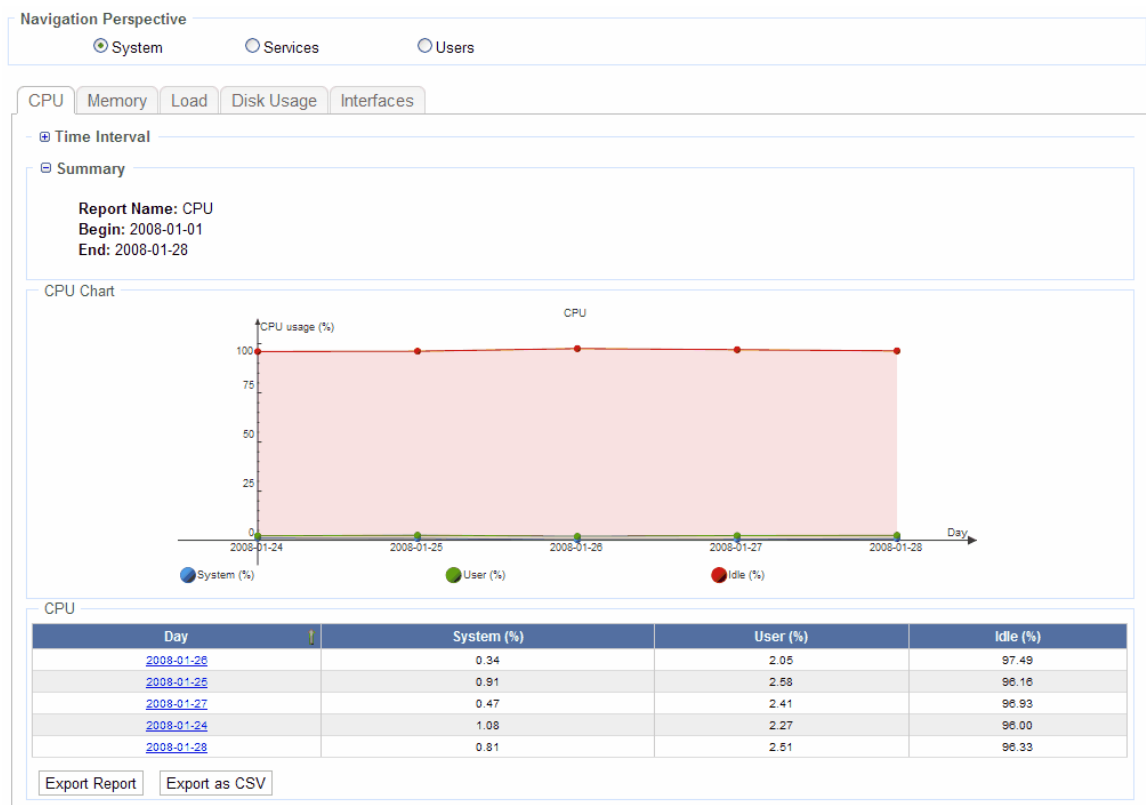 Navigation Perspective
System Services Users
CPU Memory Load Disk Usage Interfaces
Time Interval
Summary
Report Name: CPU
Begin: 2008-01-01
End: 2008-01-28
CPU Chart
CPU
CPU usage (%)
100
75
50
25
0
Day
2008-01-24 2008-01-25 2008-01-26 2008-01-27 2008-01-28
System (%) User (%) Idle (%)
CPU
Day System (%) User (%) Idle (%)
2008-01-26 0.34 2.05 97.49
2008-01-25 0.91 2.58 96.16
2008-01-27 0.47 2.41 96.93
2008-01-24 1.08 2.27 96.00
2008-01-28 0.81 2.51 96.33
Export Report Export as CSV